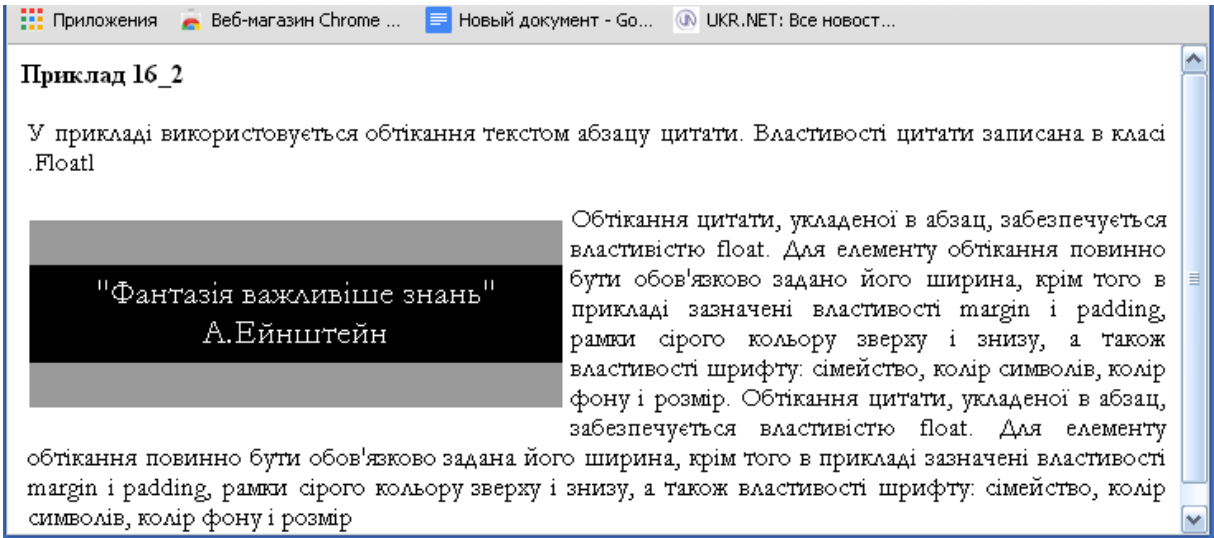 Приложения Веб-магазин Chrome ... Новый документ - Go... UKR.NET: Все новост...
Приклад 16_2
У прикладі використовується обтікання текстом абзацу цитати. Властивості цитати записана в класі
.Floatl
"Фантазія важливіше знань"
А.Ейнштейн
Обтікання цитати, укладеної в абзац, забезпечується
властивістю float. Для елементу обтікання повинно
бути обов'язково задано його ширина, крім того в
прикладі зазначені властивості margin і padding,
рамки сірого кольору зверху і знизу, а також
властивості шрифту: сімейство, колір символів, колір
фону і розмір. Обтікання цитати, укладеної в абзац,
забезпечується властивістю float. Для елементу
обтікання повинно бути обов'язково задана його ширина, крім того в прикладі зазначені властивості
margin і padding, рамки сірого кольору зверху і знизу, а також властивості шрифту: сімейство, колір
символів, колір фону і розмір